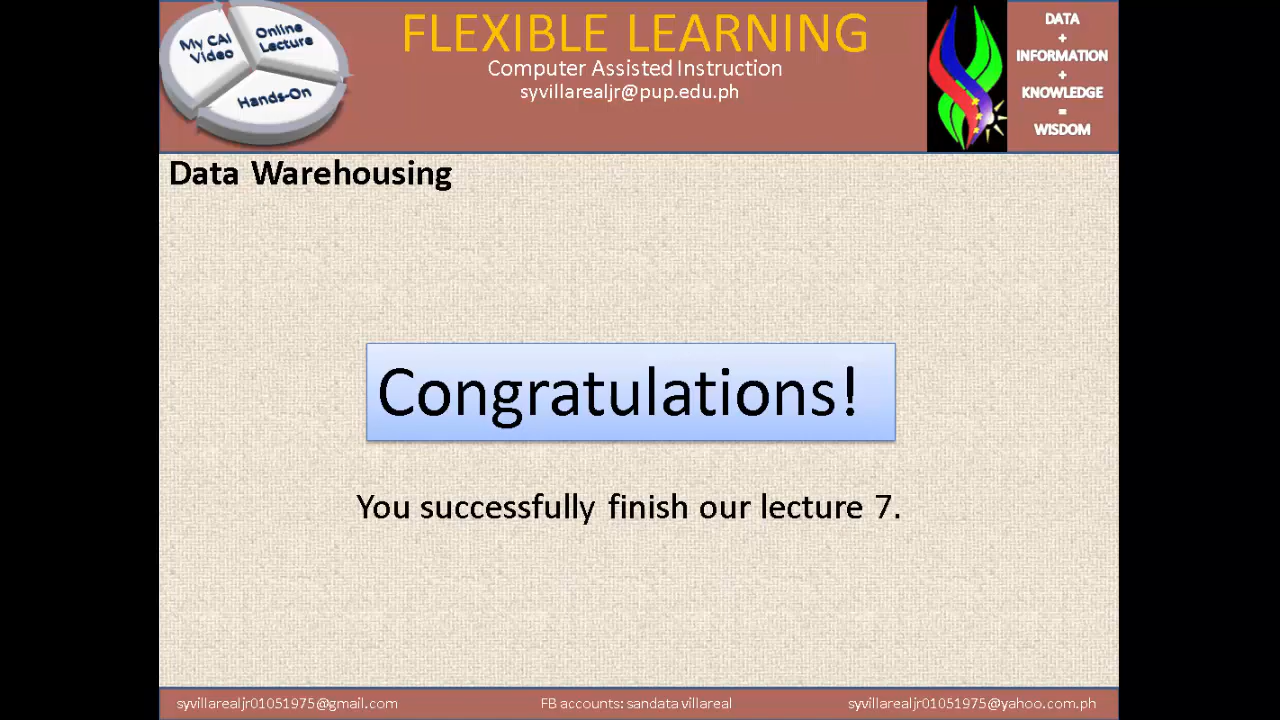 My CAI
Video
Online
Lecture
Hands-On
FLEXIBLE LEARNING
Computer Assisted Instruction
syvillarealjr@pup.edu.ph
DATA
+
INFORMATION
+
KNOWLEDGE
=
WISDOM
Data Warehousing
Congratulations!
You successfully finish our lecture 7.
syvillarealjr01051975@gmail.com
FB accounts: sandata villareal
syvillarealjr01051975@yahoo.com.ph